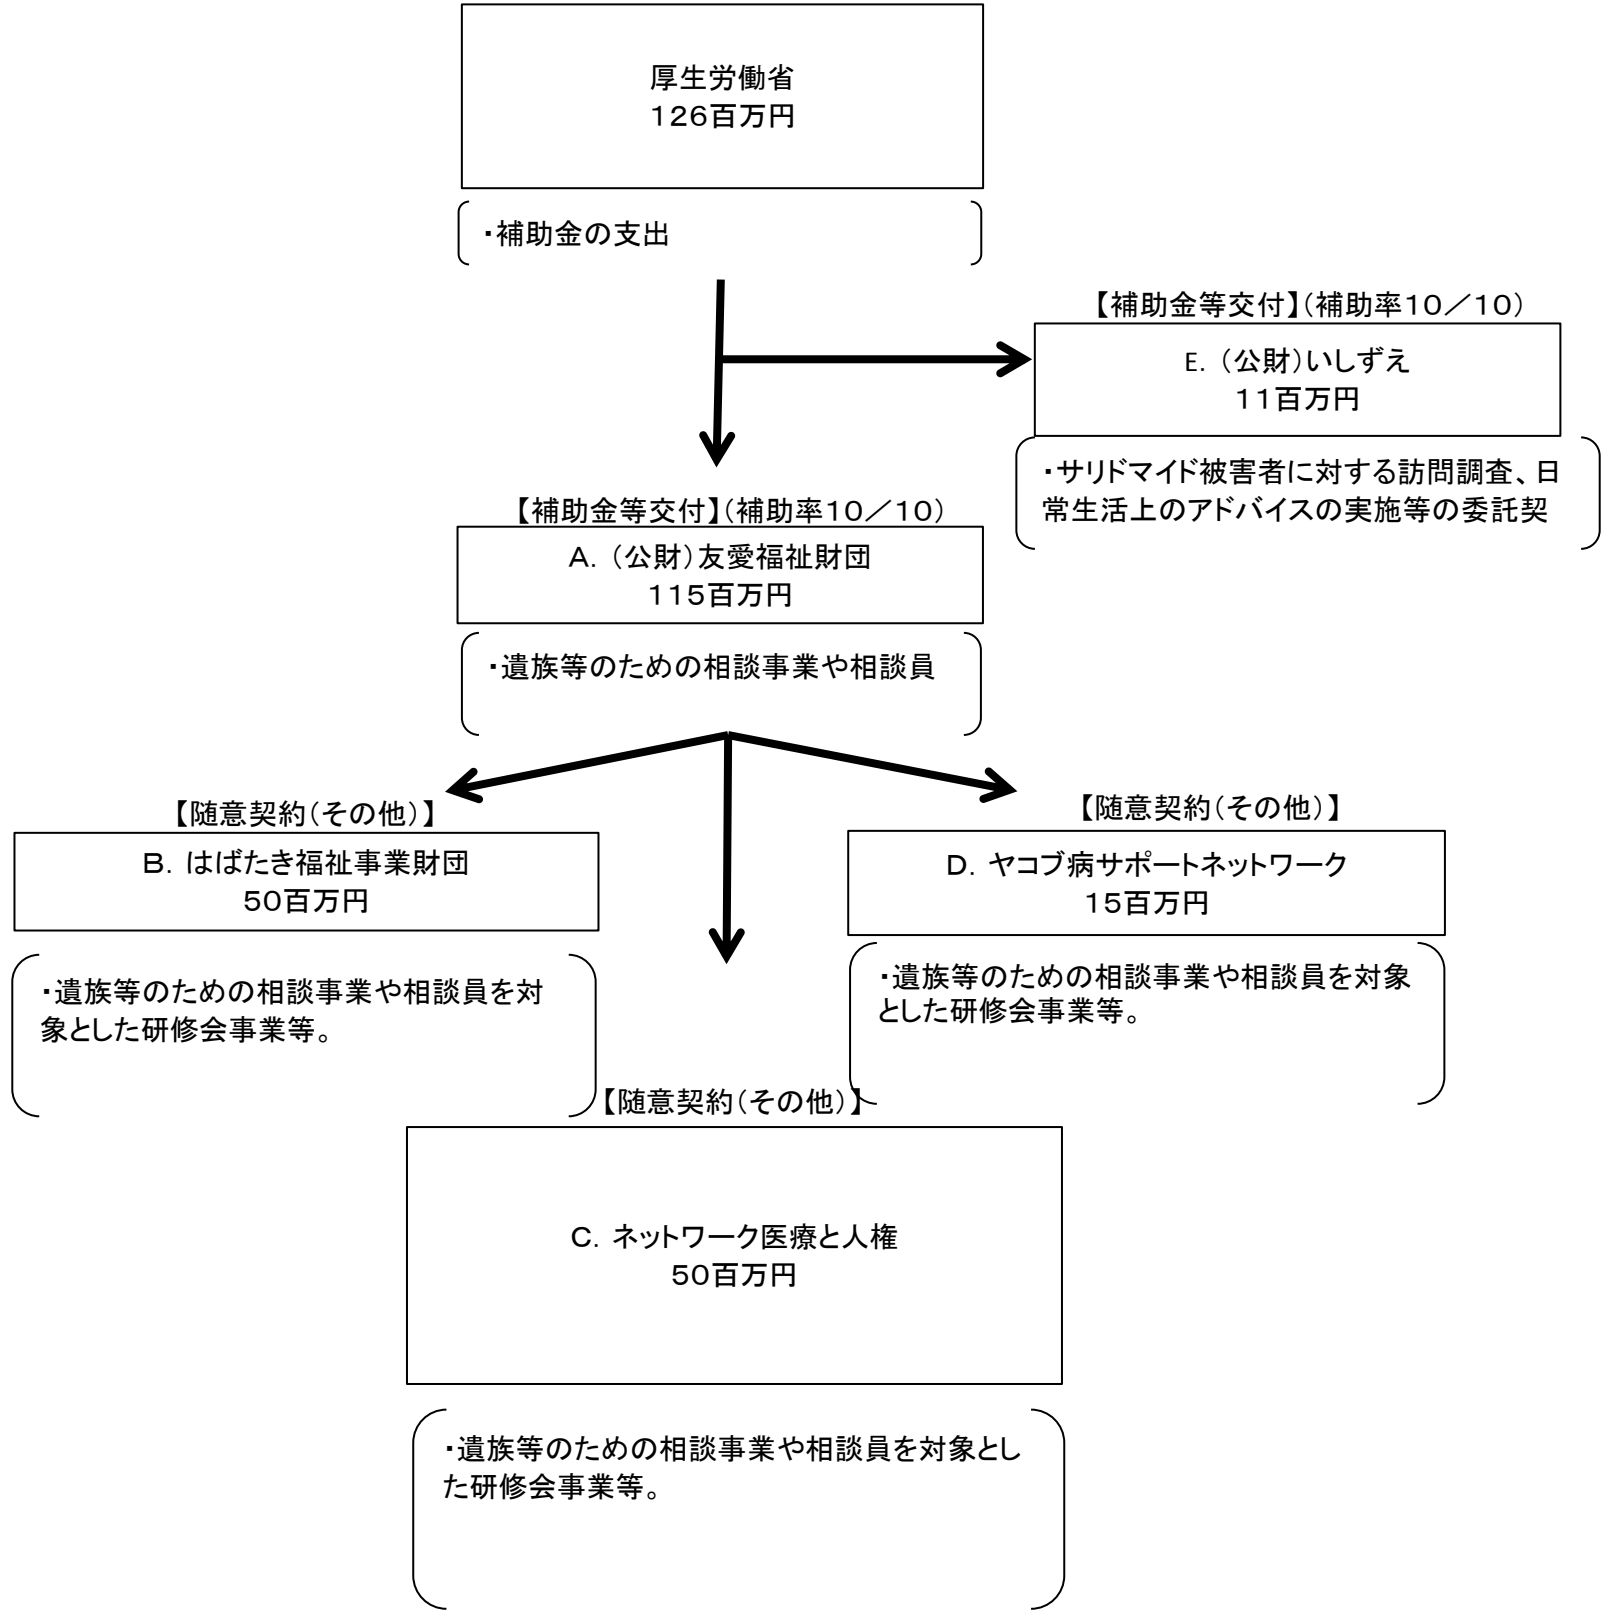 厚生労働省
126百万円
・補助金の支出
【補助金等交付】(補助率10/10)
E. (公財)いしずえ
11百万円
・サリドマイド被害者に対する訪問調査、日
常生活上のアドバイスの実施等の委託契
【補助金等交付】(補助率10/10)
A. (公財)友愛福祉財団
115百万円
・遺族等のための相談事業や相談員
【随意契約(その他)】
B. はばたき福祉事業財団
50百万円
・遺族等のための相談事業や相談員を対
象とした研修会事業等。
【随意契約(その他)】
D. ヤコブ病サポートネットワーク
15百万円
・遺族等のための相談事業や相談員を対象
とした研修会事業等。
【随意契約(その他)】
C. ネットワーク医療と人権
50百万円
・遺族等のための相談事業や相談員を対象とし
た研修会事業等。